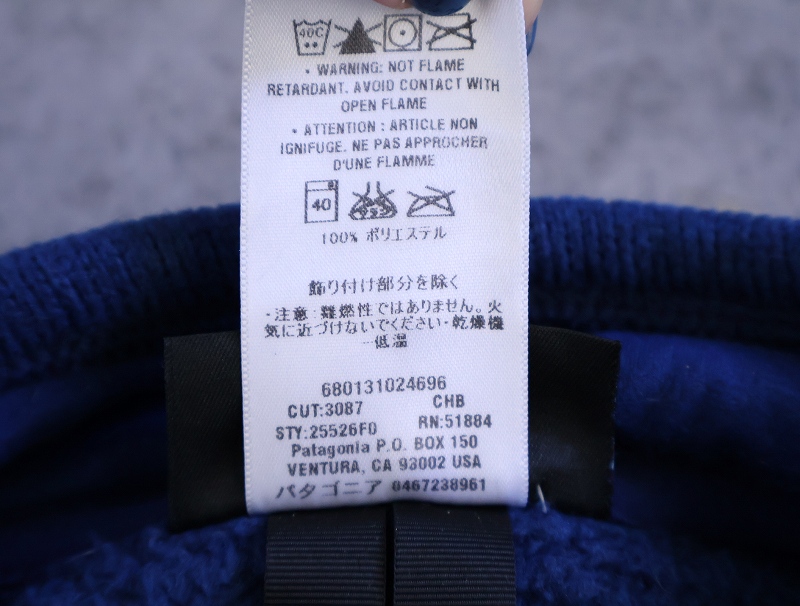 40C
• WARNING: NOT FLAME
RETARDANT. AVOID CONTACT WITH
OPEN FLAME
• ATTENTION : ARTICLE NON
IGNIFUGE. NE PAS APPROCHER
D'UNE FLAMME
40
100% ポリエステル
飾り付け部分を除く
・注意：難燃性ではありません。火
気に近づけないでください・乾燥機
一低温
680131024696
CUT:3087 CHB
STY:25526F0 RN:51884
Patagonia P.O. BOX 150
VENTURA, CA 93002 USA
パタゴニア 0467238961